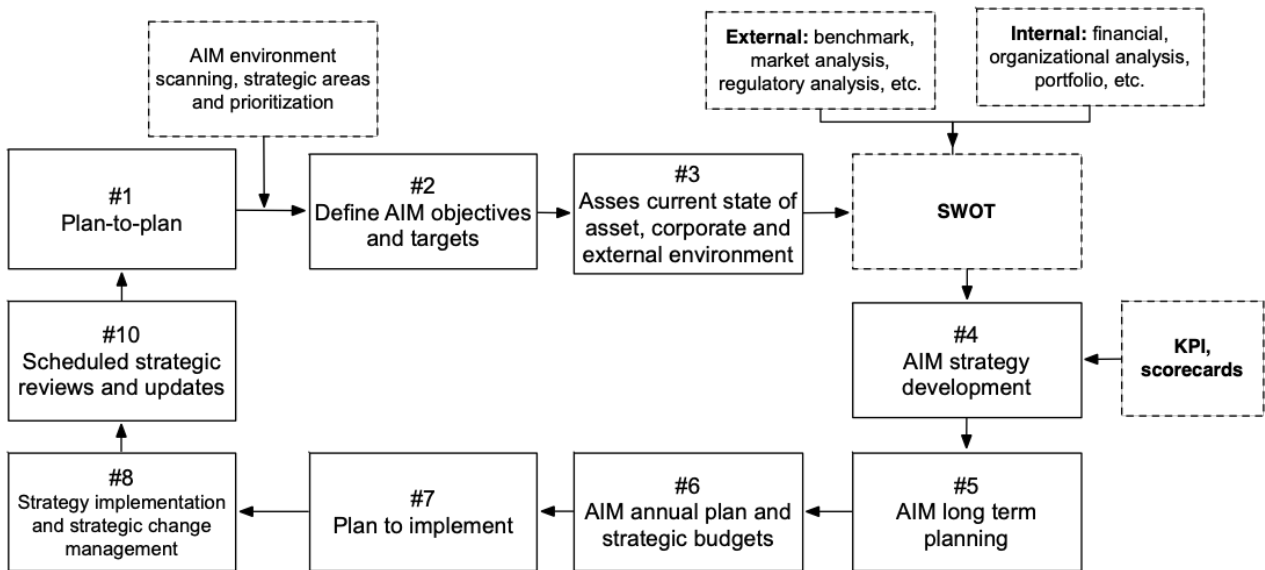 AIM environment
scanning, strategic areas
and prioritization
External: benchmark,
market analysis,
regulatory analysis, etc.
Internal: financial,
organizational analysis,
portfolio, etc.
#1
Plan-to-plan
#2
Define AIM objectives
and targets
#3
Asses current state of
asset, corporate and
external environment
SWOT
#10
Scheduled strategic
reviews and updates
#4
AIM strategy
development
KPI,
scorecards
#8
Strategy implementation
and strategic change
management
#7
Plan to implement
#6
AIM annual plan and
strategic budgets
#5
AIM long term
planning